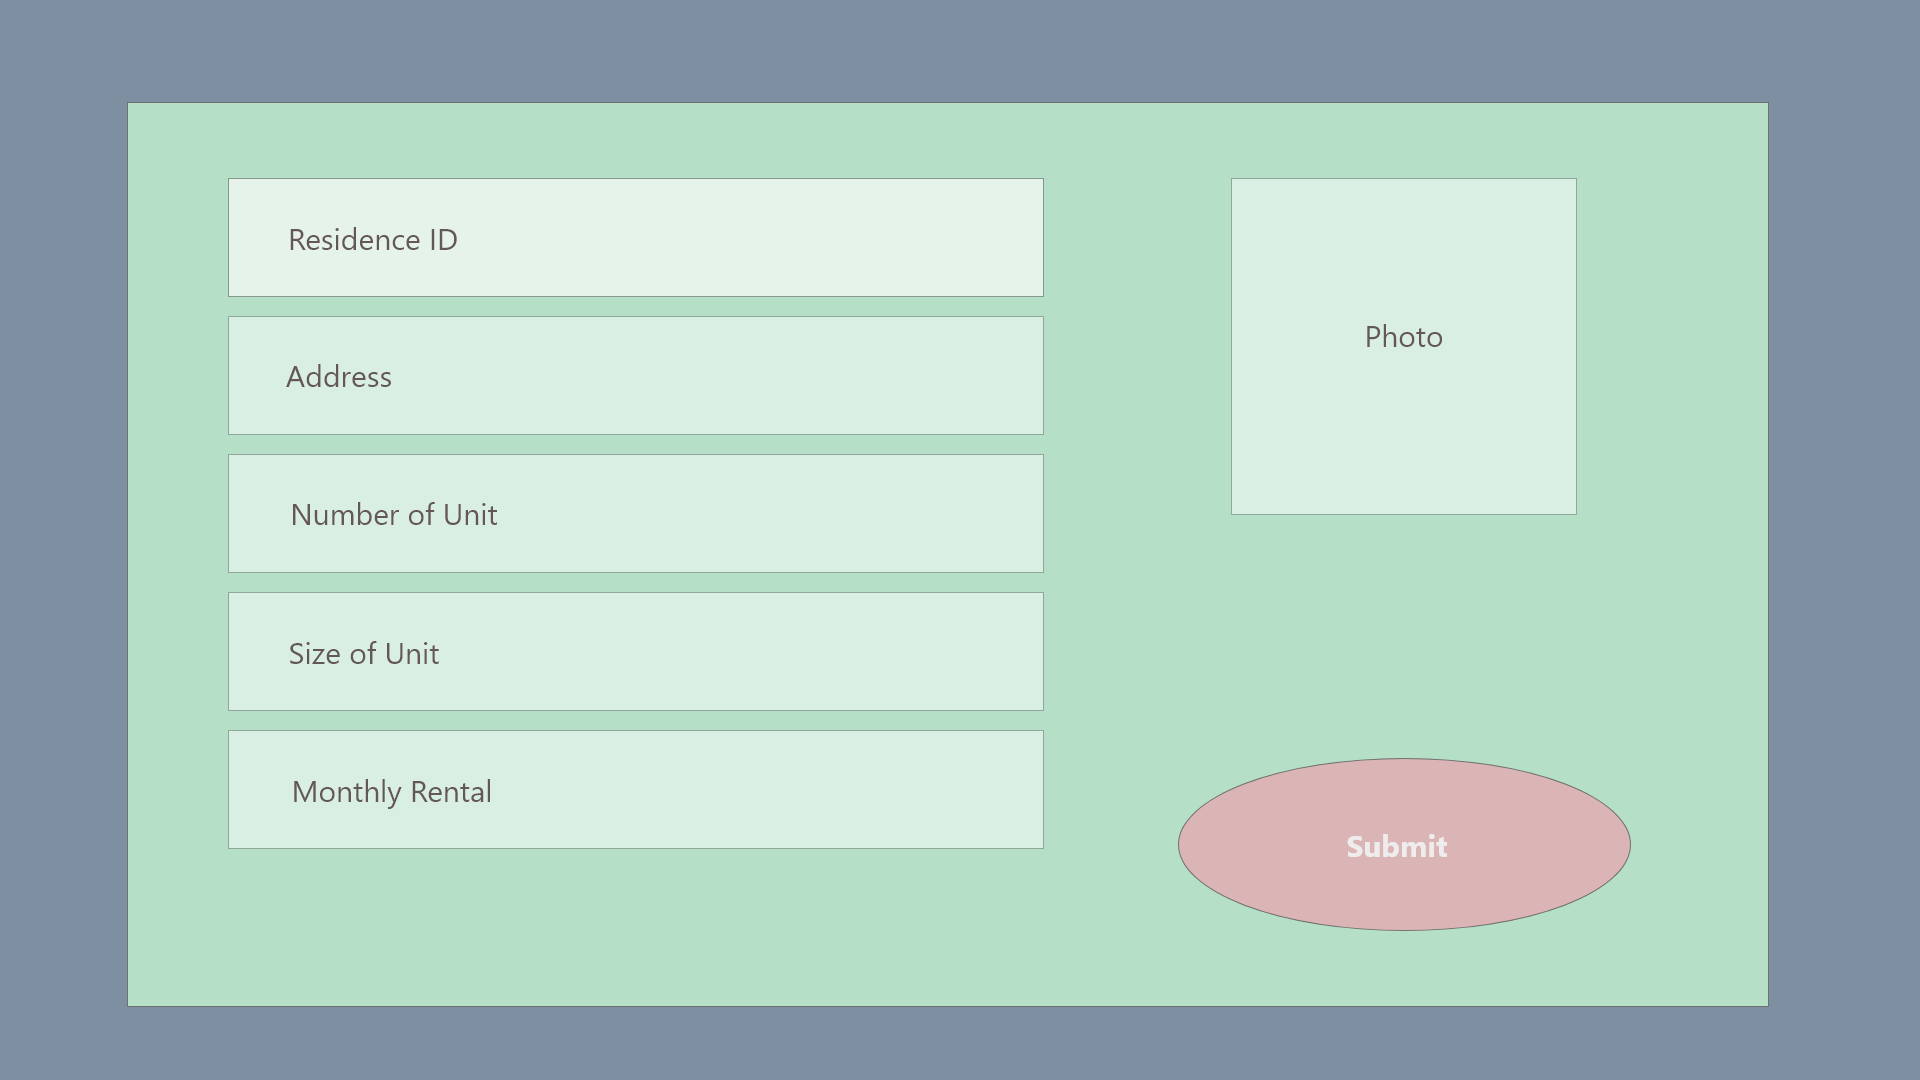 Residence ID
Address
Number of Unit
Size of Unit
Monthly Rental
Photo
Submit